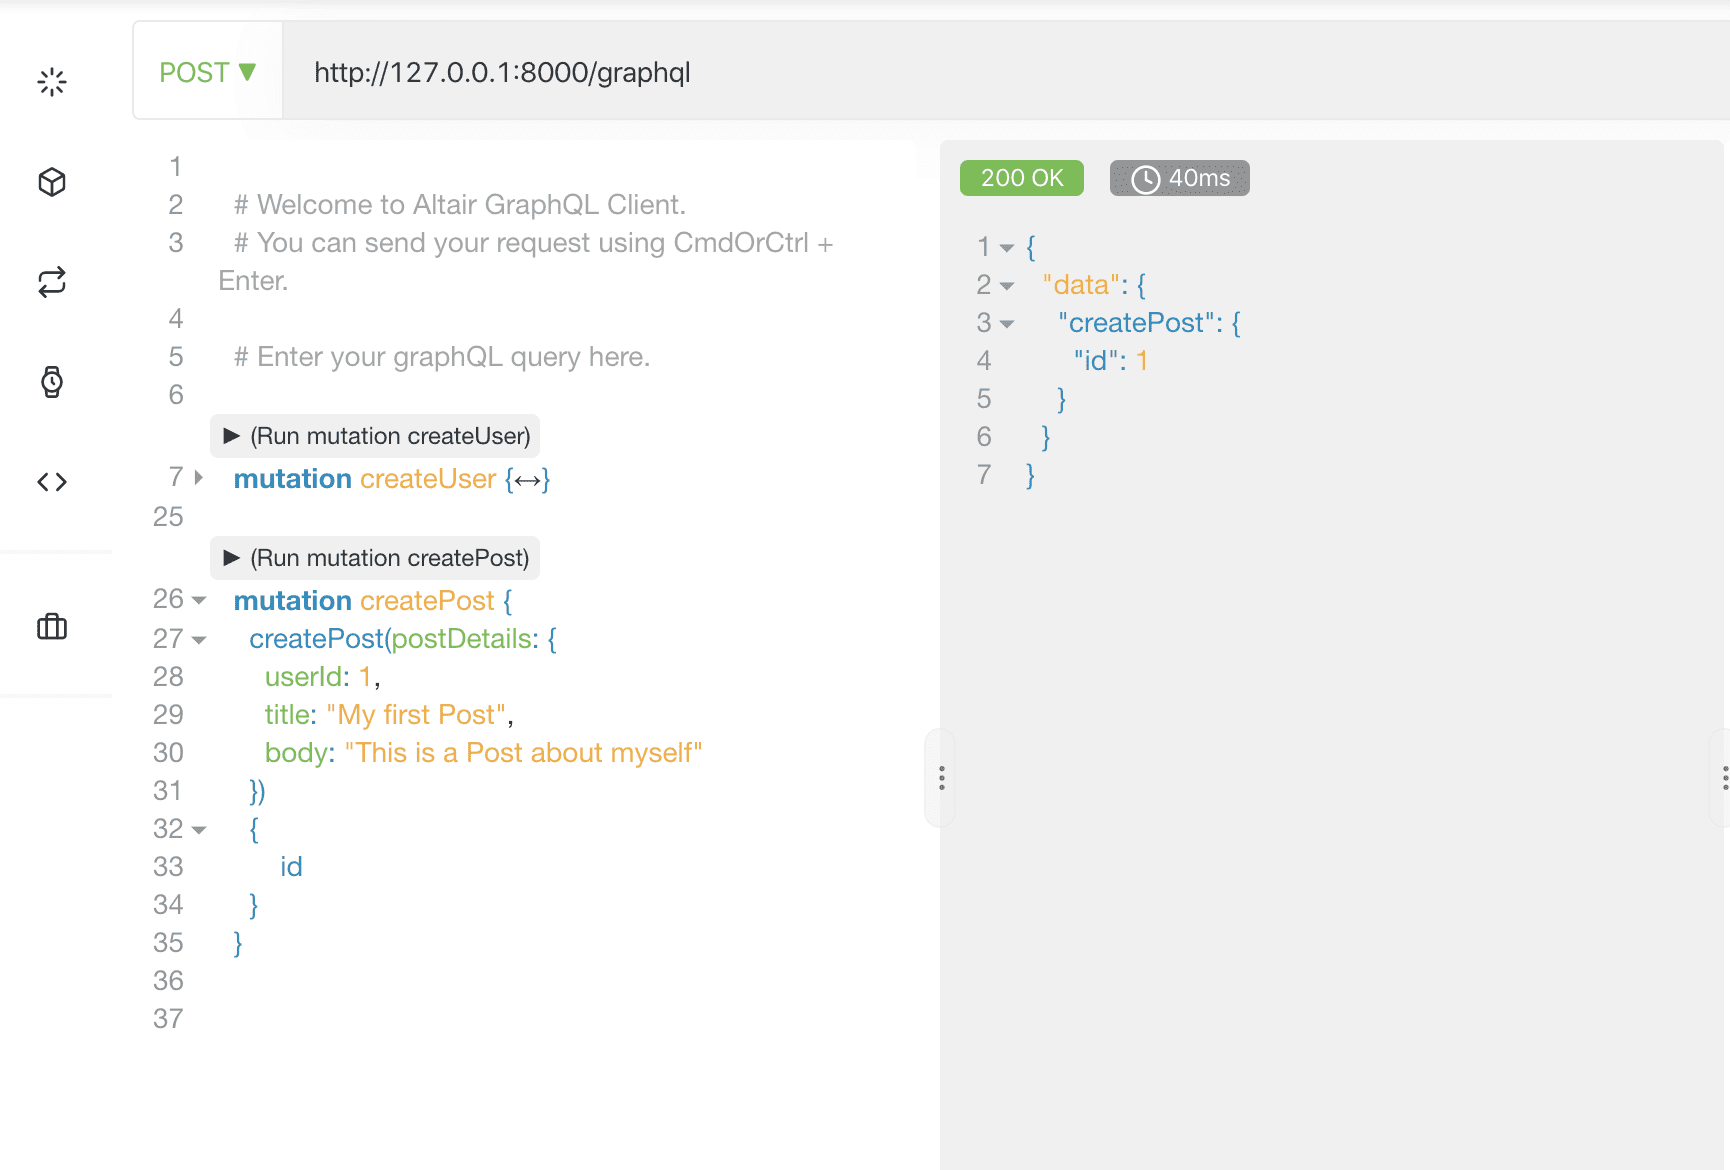 POST ▼ http://127.0.0.1:8000/graphql
1
2 # Welcome to Altair GraphQL Client.
3 # You can send your request using CmdOrCtrl +
Enter.
4
5 # Enter your graphQL query here.
6
▶ (Run mutation createUser)
7 mutation createUser {↔}
25
▶ (Run mutation createPost)
26 mutation createPost {
27 createPost(postDetails: {
28 userId: 1,
29 title: "My first Post",
30 body: "This is a Post about myself"
31 })
32 {
33 id
34 }
35 }
36
37
200 OK 40ms
1 {
2 "data": {
3 "createPost": {
4 "id": 1
5 }
6 }
7 }